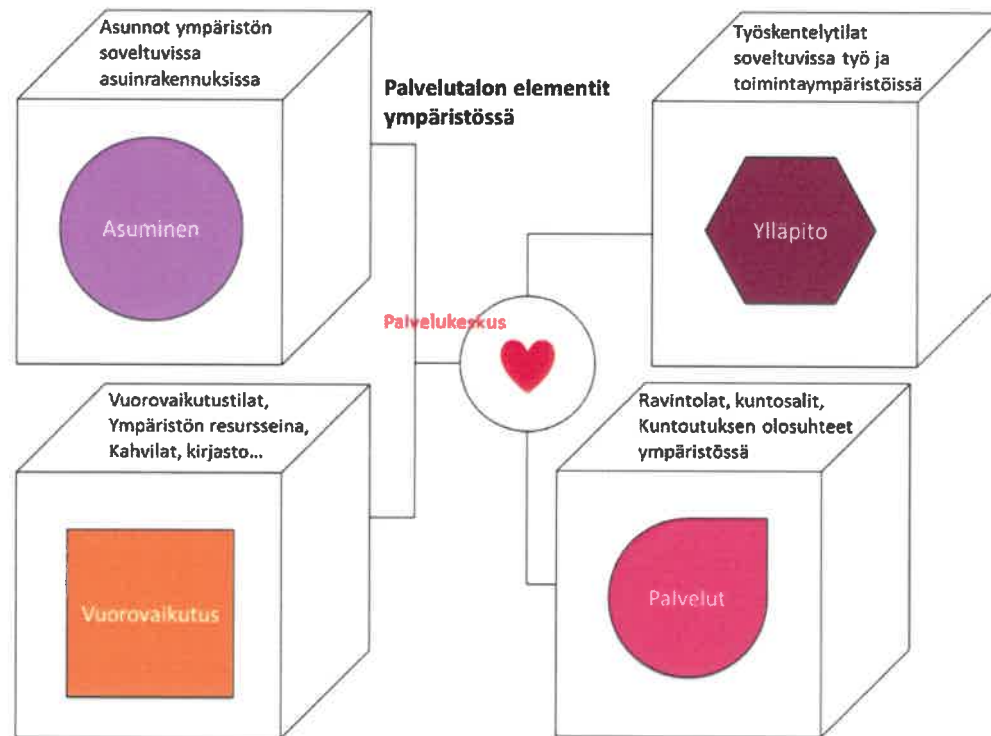 Asunnot ympäristön
soveltuvissa
asuinrakennuksissa
Asuminen
Palvelutalon elementit
ympäristössä
Työskentelytilat
soveltuvissa työ ja
toimintaympäristöissä
Ylläpito
Palvelukeskus
Vuorovaikutustilat,
Ympäristön resursseina,
Kahvilat, kirjasto...
Vuorovaikutus
Ravintolat, kuntosalit,
Kuntoutuksen olosuhteet
ympäristössä
Palvelut